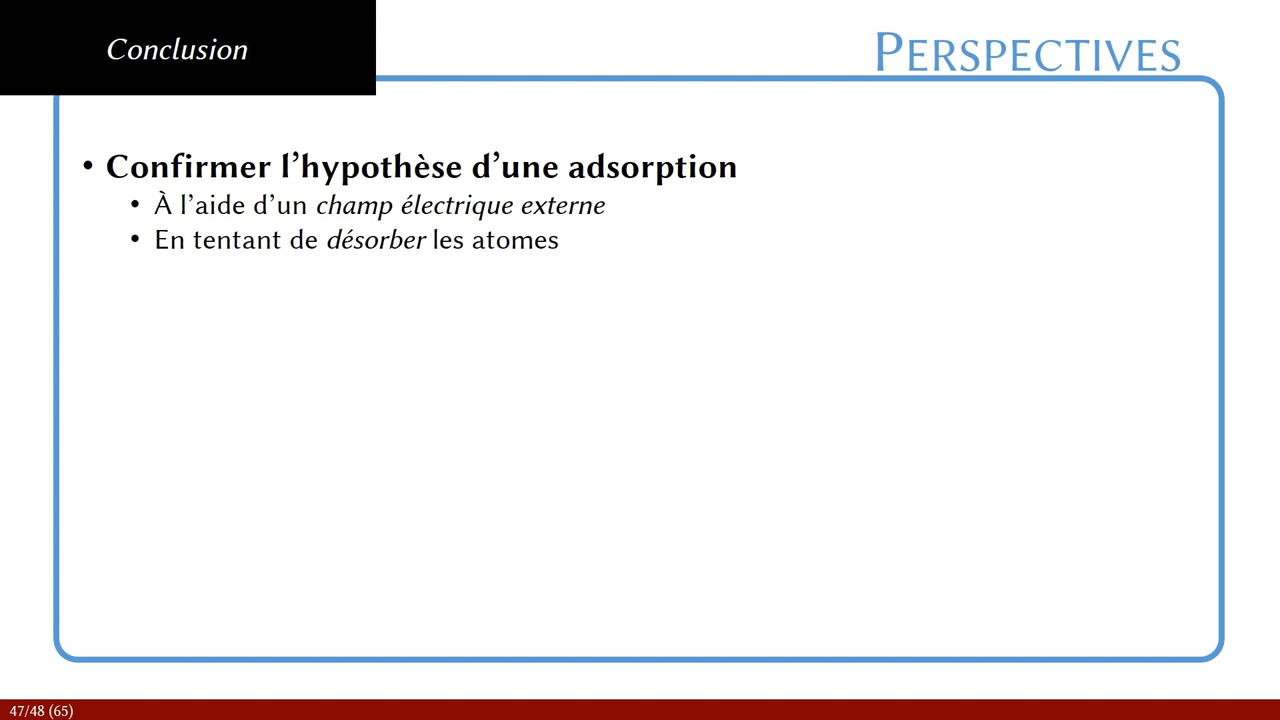 Conclusion
PERSPECTIVES
• Confirmer l’hypothèse d’une adsorption
• À l’aide d’un champ électrique externe
• En tentant de désorber les atomes
47/48 (65)